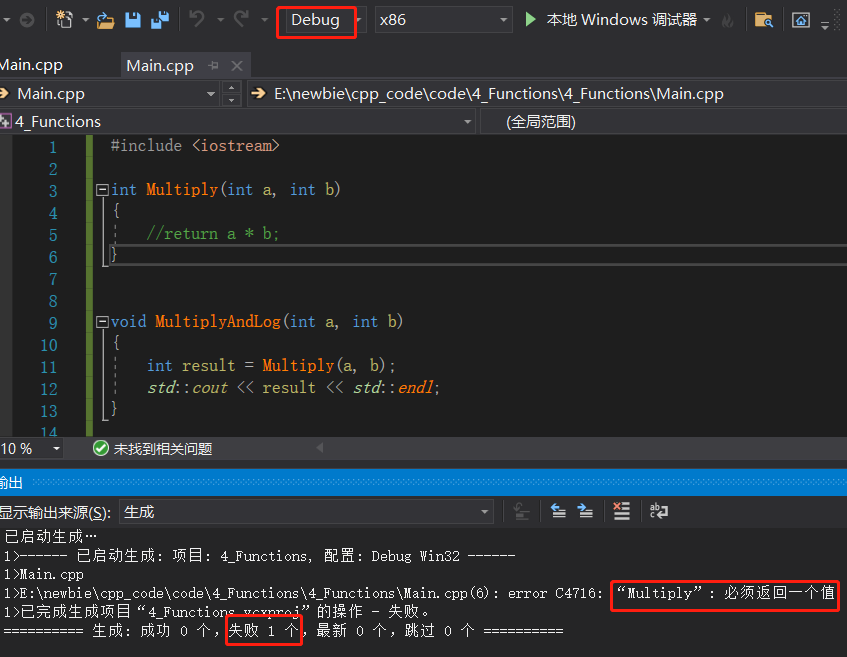 Debug x86 本地 Windows 调试器
Main.cpp Main.cpp
Main.cpp E:\newbie\cpp_code\code\4_Functions\4_Functions\Main.cpp
4_Functions (全局范围)
1 #include <iostream>
2
3 int Multiply(int a, int b)
4 {
5 //return a * b;
6 }
7
8
9 void MultiplyAndLog(int a, int b)
10 {
11 int result = Multiply(a, b);
12 std::cout << result << std::endl;
13 }
14
10 % 未找到相关问题
输出
显示输出来源(S): 生成
已启动生成…
1>------ 已启动生成: 项目: 4_Functions, 配置: Debug Win32 ------
1>Main.cpp
1>E:\newbie\cpp_code\code\4_Functions\4_Functions\Main.cpp(6): error C4716: “Multiply”: 必须返回一个值
1>已完成生成项目“4_Functions.vcxproj”的操作 - 失败。
========== 生成: 成功 0 个，失败 1 个，最新 0 个，跳过 0 个 ==========